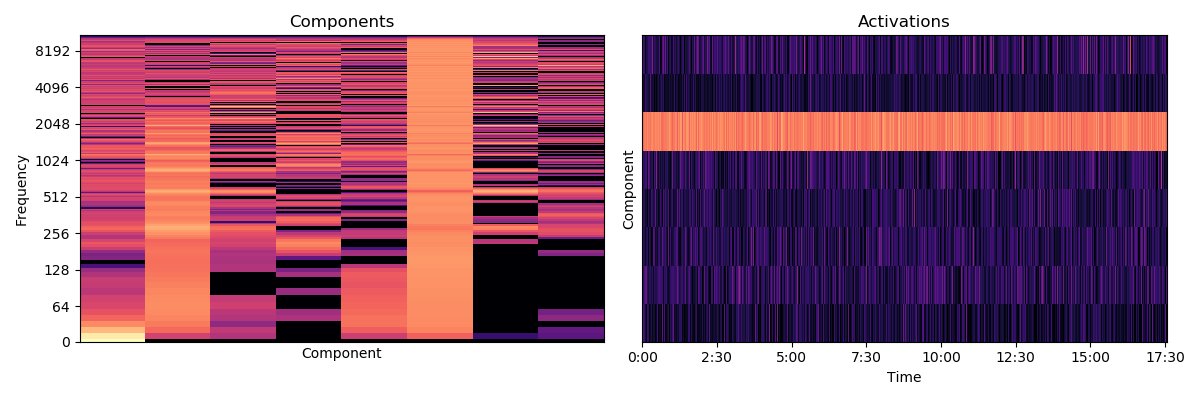 Components
8192
4096
2048
1024
512
256
128
64
0
Frequency
Component
Activations
Component
0:00
2:30
5:00
7:30
10:00
12:30
15:00
17:30
Time